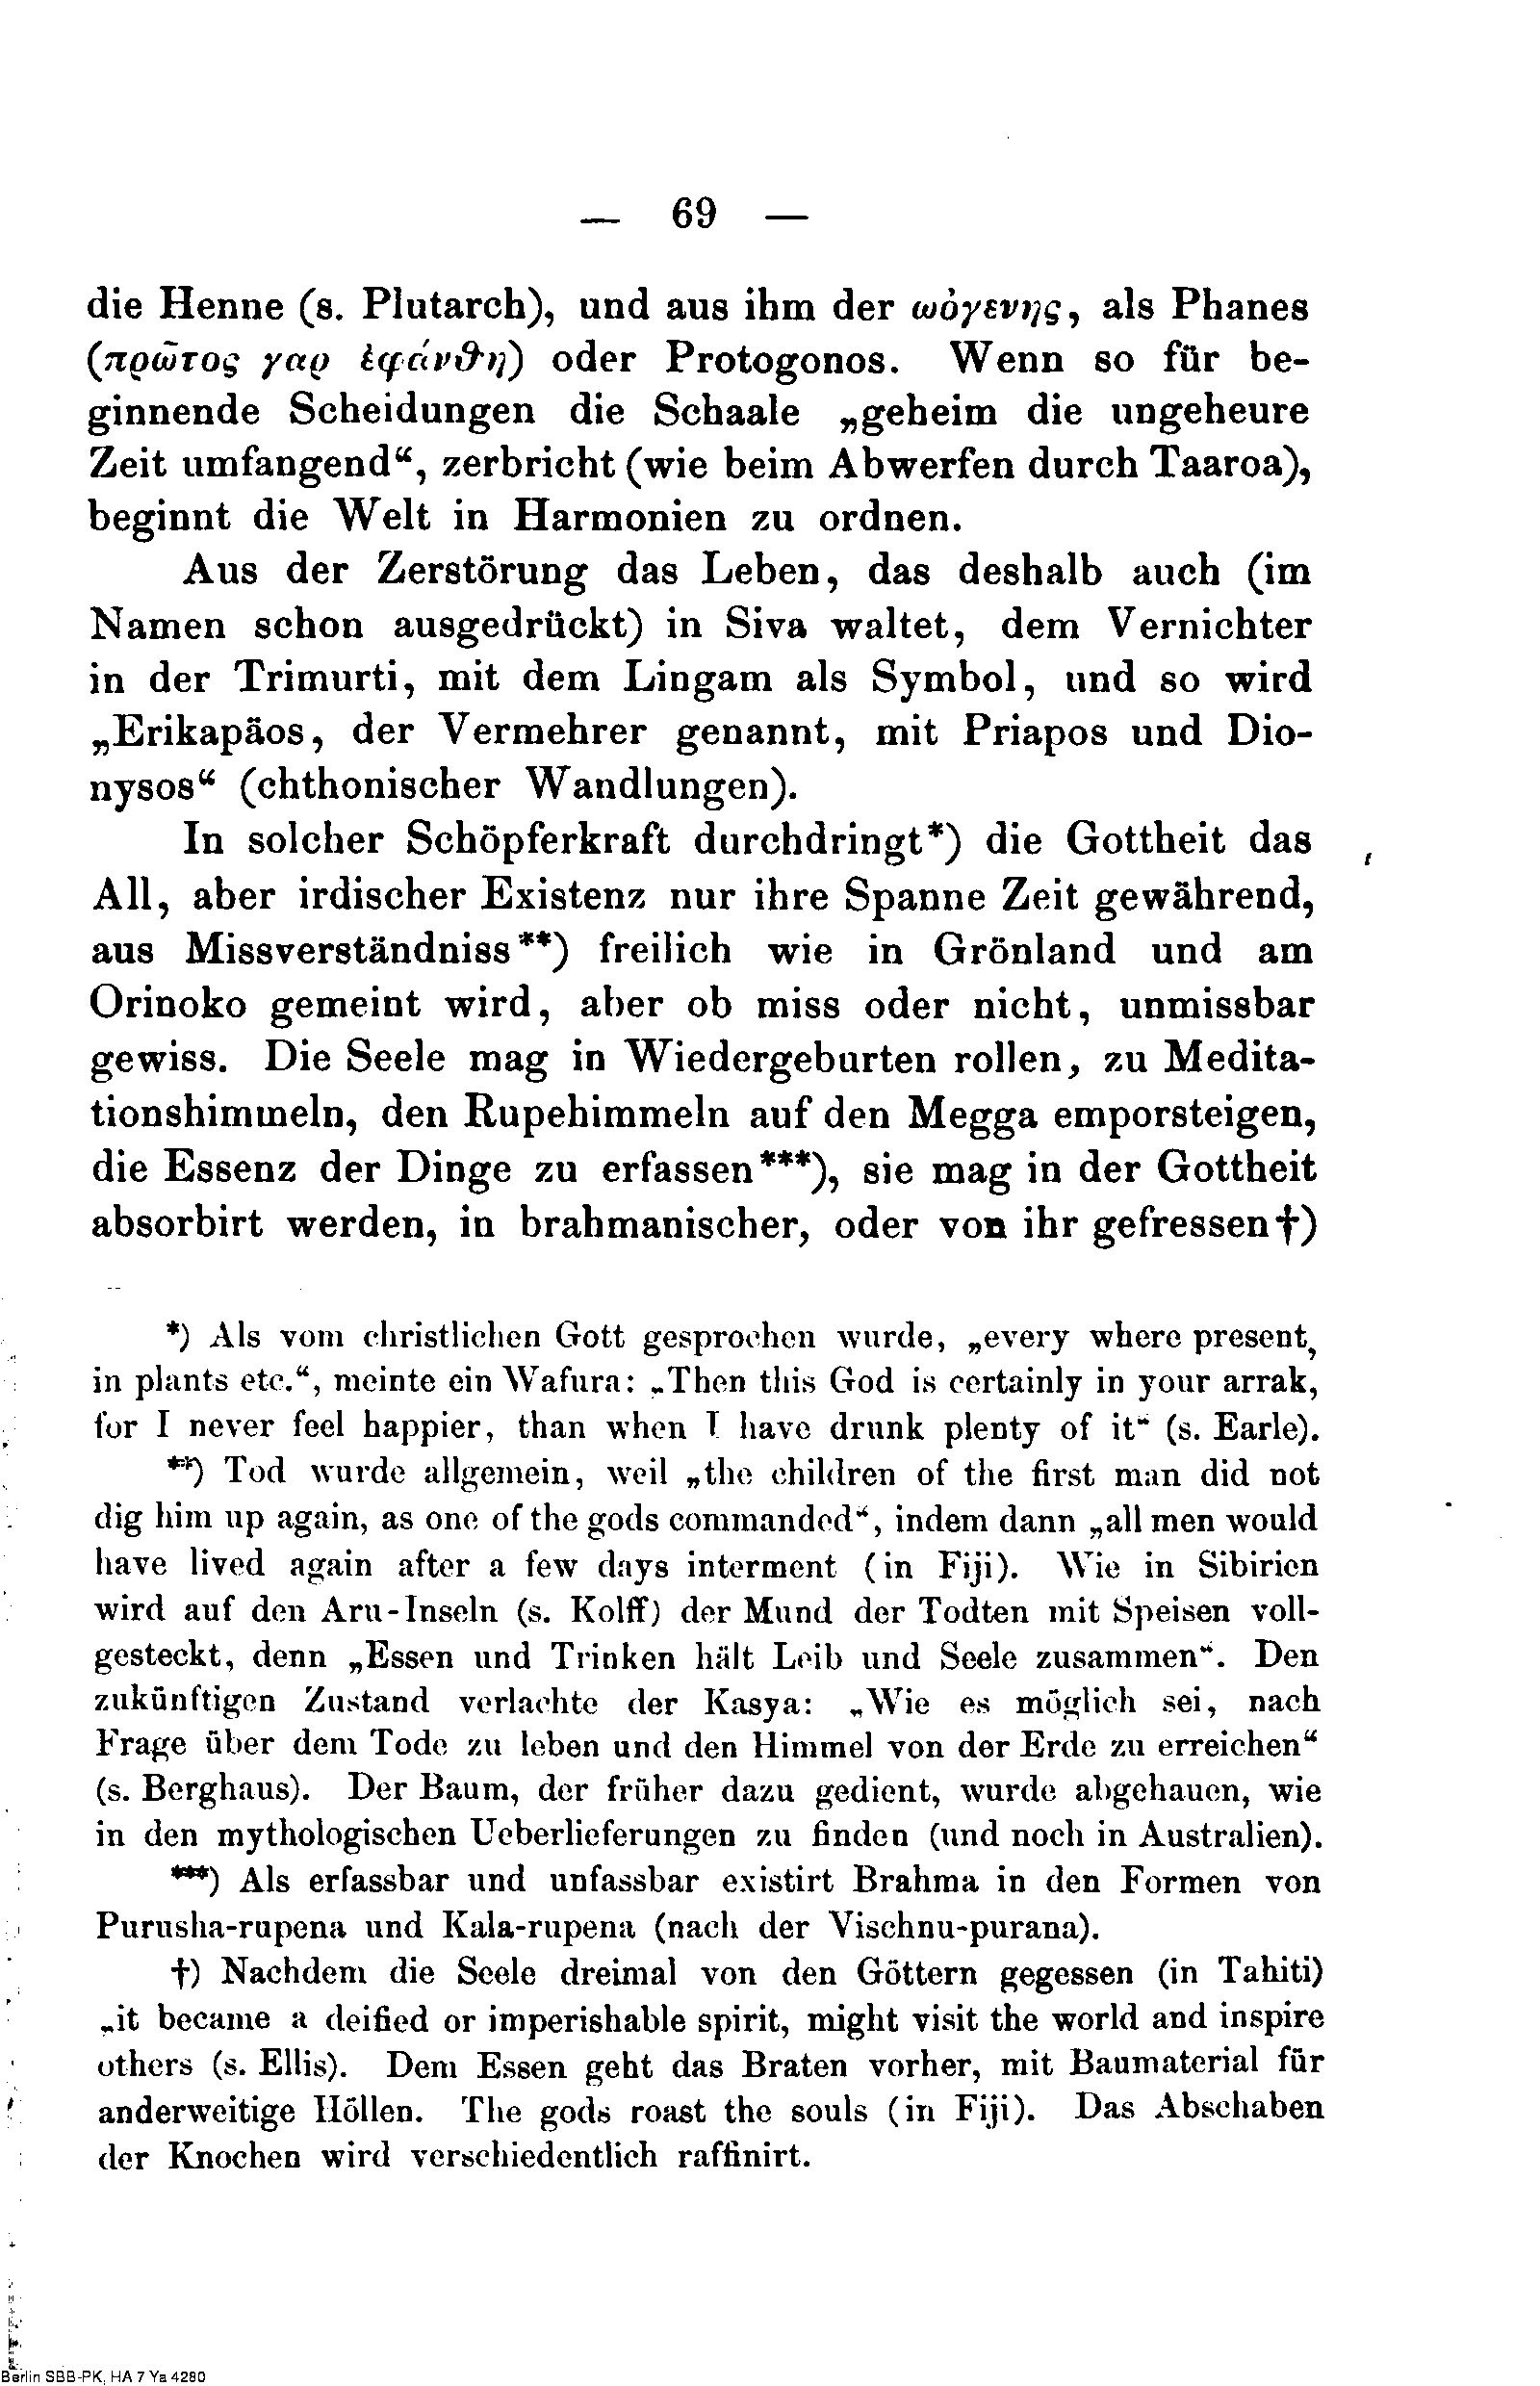 — 69 —
die Henne (s. Plutarch), und aus ihm der ωόγενης, als Phanes
(πρῶτος γαρ ἐφάνϑη) oder Protogonos. Wenn so für be-
ginnende Scheidungen die Schaale „geheim die ungeheure
Zeit umfangend“, zerbricht (wie beim Abwerfen durch Taaroa),
beginnt die Welt in Harmonien zu ordnen.
Aus der Zerstörung das Leben, das deshalb auch (im
Namen schon ausgedrückt) in Siva waltet, dem Vernichter
in der Trimurti, mit dem Lingam als Symbol, und so wird
„Erikapäos, der Vermehrer genannt, mit Priapos und Dio-
nysos“ (chthonischer Wandlungen).
In solcher Schöpferkraft durchdringt*) die Gottheit das
All, aber irdischer Existenz nur ihre Spanne Zeit gewährend,
aus Missverständniss**) freilich wie in Grönland und am
Orinoko gemeint wird, aber ob miss oder nicht, unmissbar
gewiss. Die Seele mag in Wiedergeburten rollen, zu Medita-
tionshimmeln, den Rupehimmeln auf den Megga emporsteigen,
die Essenz der Dinge zu erfassen***), sie mag in der Gottheit
absorbirt werden, in brahmanischer, oder von ihr gefressen†)
*) Als vom christlichen Gott gesprochen wurde, „every where present,
in plants etc.“, meinte ein Wafura: „Then this God is certainly in your arrak,
for I never feel happier, than when I have drunk plenty of it“ (s. Earle).
**) Tod wurde allgemein, weil „the children of the first man did not
dig him up again, as one of the gods commanded“, indem dann „all men would
have lived again after a few days interment (in Fiji). Wie in Sibirien
wird auf den Aru-Inseln (s. Kolff) der Mund der Todten mit Speisen voll-
gesteckt, denn „Essen und Trinken hält Leib und Seele zusammen“. Den
zukünftigen Zustand verlachte der Kasya: „Wie es möglich sei, nach
Frage über dem Tode zu leben und den Himmel von der Erde zu erreichen“
(s. Berghaus). Der Baum, der früher dazu gedient, wurde abgehauen, wie
in den mythologischen Ueberlieferungen zu finden (und noch in Australien).
***) Als erfassbar und unfassbar existirt Brahma in den Formen von
Purusha-rupena und Kala-rupena (nach der Vischnu-purana).
†) Nachdem die Seele dreimal von den Göttern gegessen (in Tahiti)
„it became a deified or imperishable spirit, might visit the world and inspire
others (s. Ellis). Dem Essen geht das Braten vorher, mit Baumaterial für
anderweitige Höllen. The gods roast the souls (in Fiji). Das Abschaben
der Knochen wird verschiedentlich raffinirt.
Berlin SBB-PK, HA 7 Ya 4280